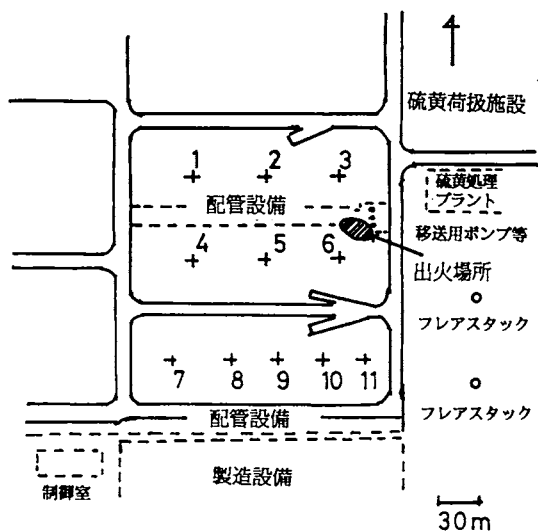 硫黄荷扱施設
1 2 3
硫黄処理
プラント
配管設備
移送用ポンプ等
4 5 6
出火場所
フレアスタック
7 8 9 10 11
フレアスタック
配管設備
製造設備
制御室
30m